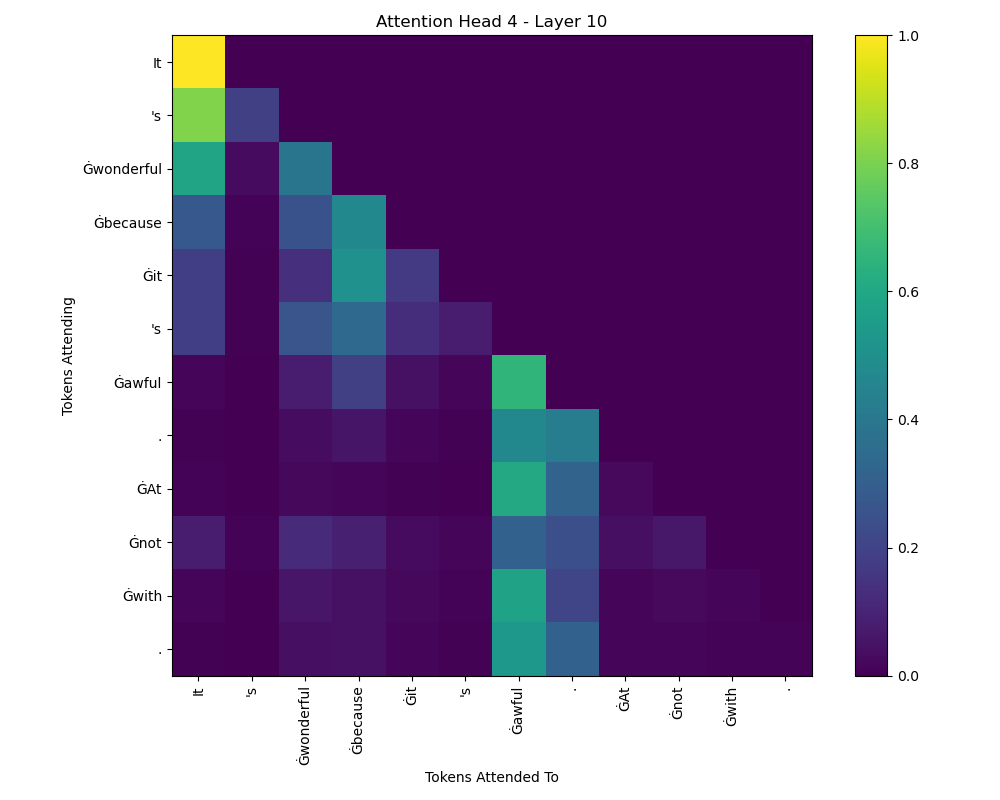 Attention Head 4 - Layer 10
It
's
Ġwonderful
Ġbecause
Ġit
's
Ġawful
.
ĠAt
Ġnot
Ġwith
.
Tokens Attending
It
's
Ġwonderful
Ġbecause
Ġit
's
Ġawful
.
ĠAt
Ġnot
Ġwith
.
Tokens Attended To
1.0
0.8
0.6
0.4
0.2
0.0